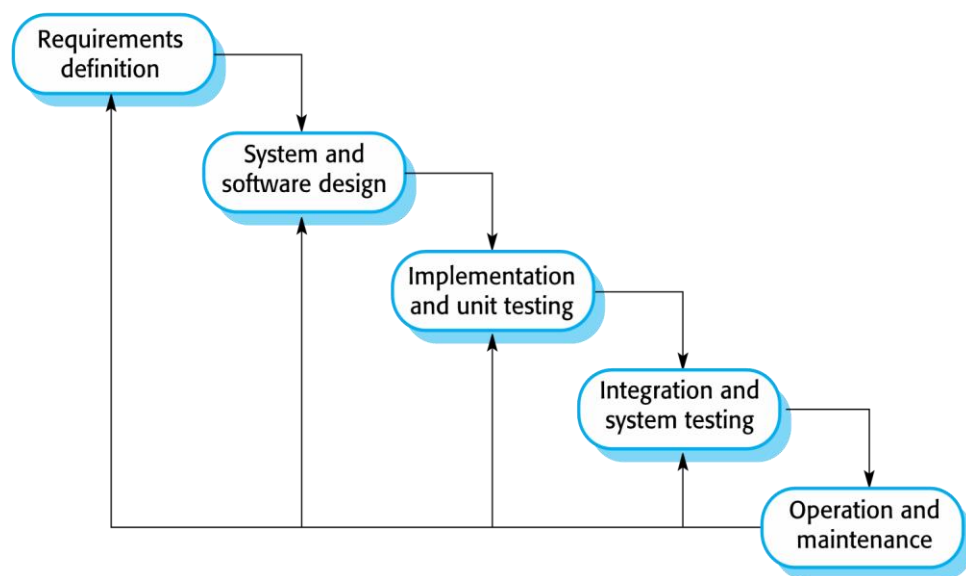 Requirements
definition
System and
software design
Implementation
and unit testing
Integration and
system testing
Operation and
maintenance